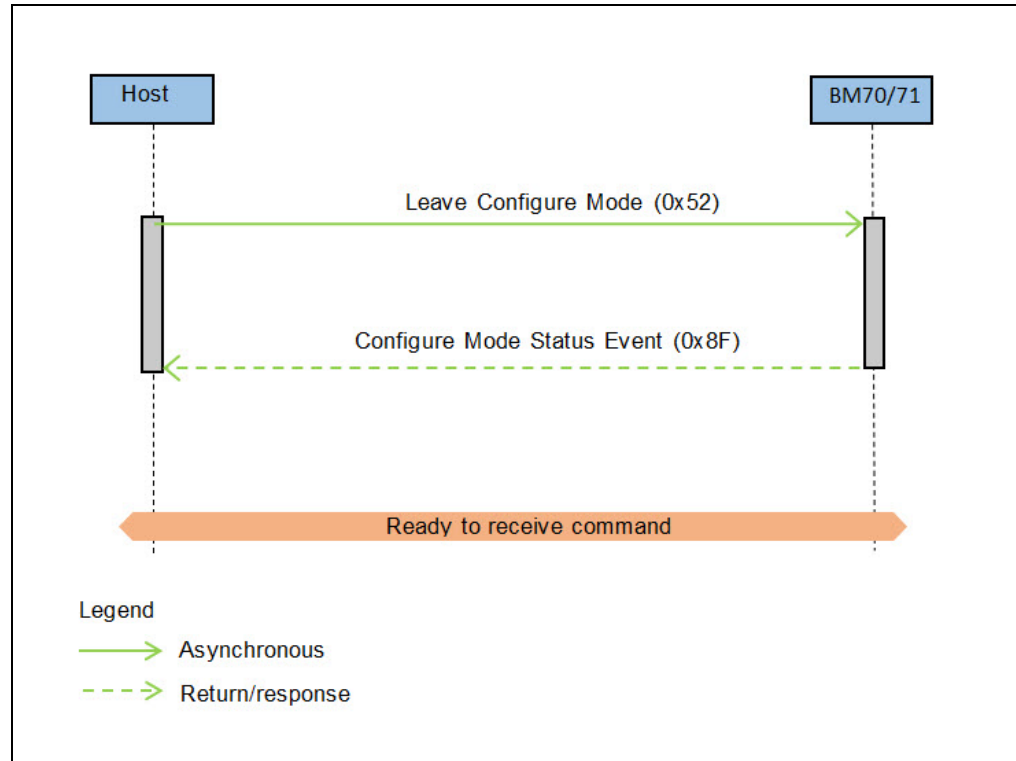 Host
BM70/71
Leave Configure Mode (0x52)
Configure Mode Status Event (0x8F)
Ready to receive command
Legend
Asynchronous
Return/response